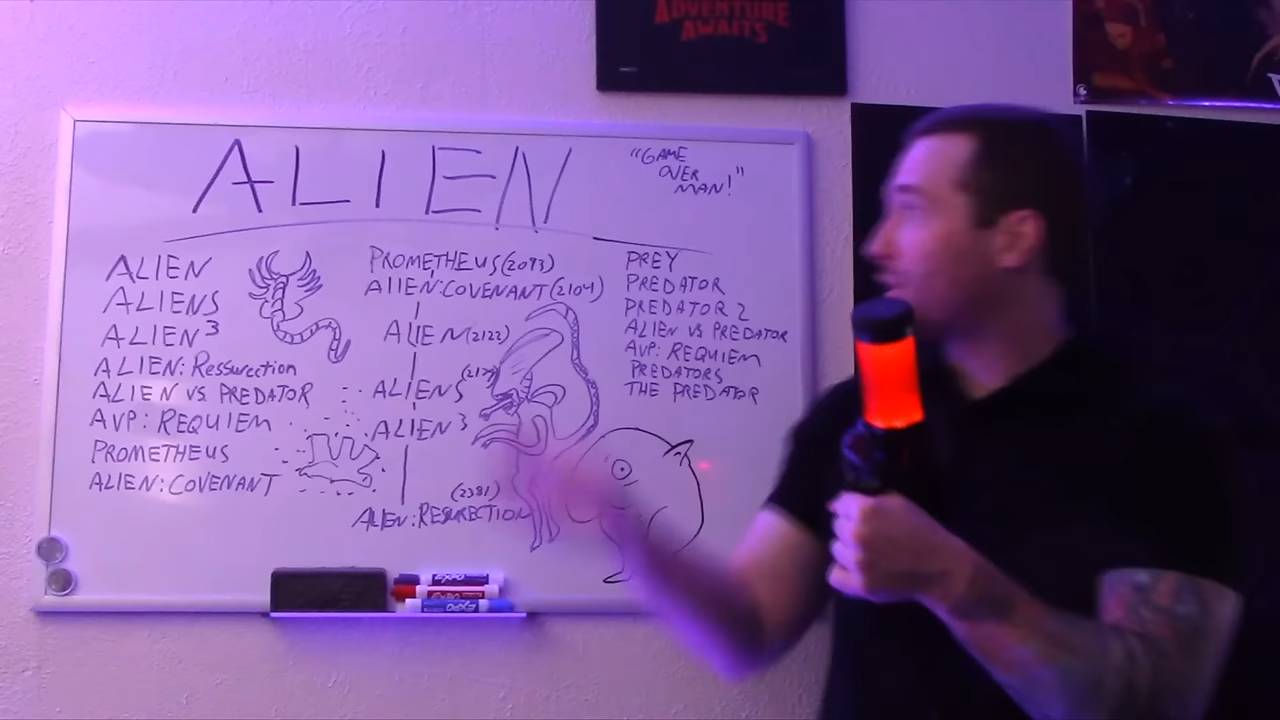 ADVENTURE
AWAITS
ALIEN
"GAME
OVER
MAN!"
ALIEN
ALIENS
ALIEN³
ALIEN: RESSURECTION
ALIEN VS. PREDATOR
AVP: REQUIEM
PROMETHEUS
ALIEN: COVENANT
PROMETHEUS (2093)
ALIEN: COVENANT (2104)
ALIEN (2122)
ALIENS
ALIEN³
(2381)
ALIEN: RESURECTION
PREY
PREDATOR
PREDATOR 2
ALIEN VS PREDATOR
AVP: REQUIEM
PREDATORS
THE PREDATOR
EXPO
EXPO
EXPO